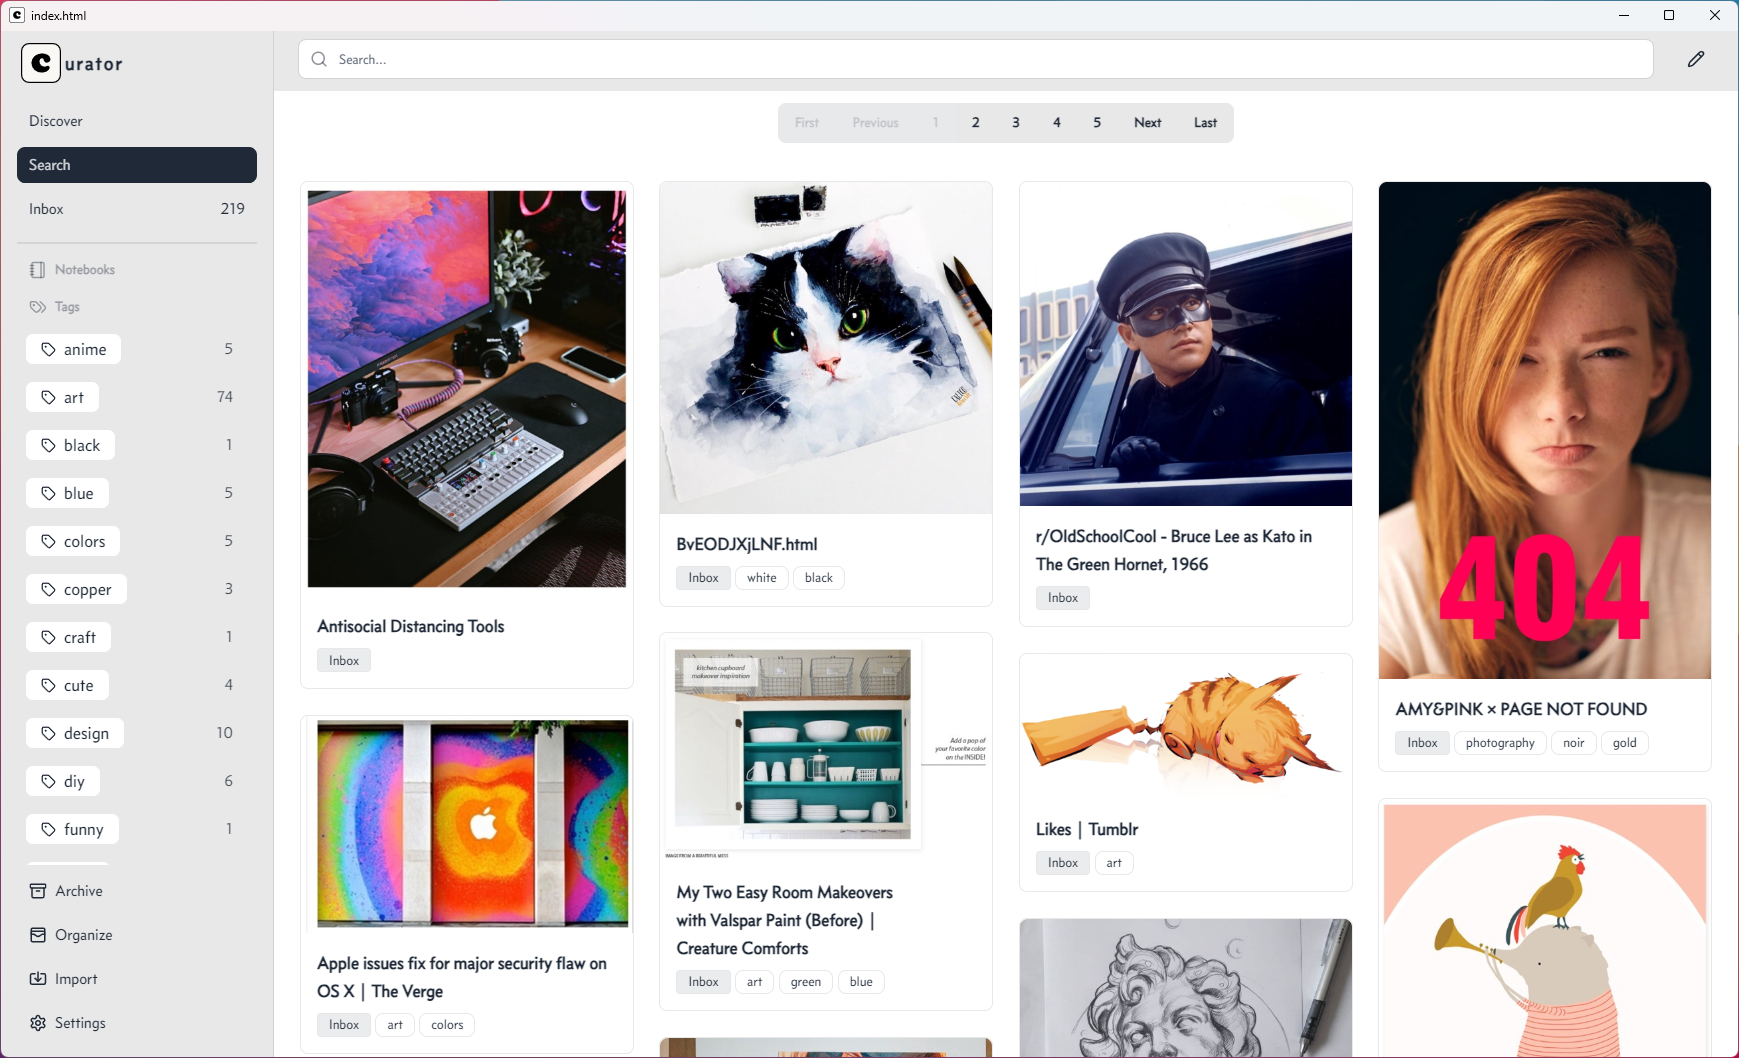 index.html
curator
Discover
Search
Inbox 219
Notebooks
Tags
anime 5
art 74
black 1
blue 5
colors 5
copper 3
craft 1
cute 4
design 10
diy 6
funny 1
Archive
Organize
Import
Settings
Search...
First Previous 1 2 3 4 5 Next Last
Antisocial Distancing Tools
Inbox
Apple issues fix for major security flaw on
OS X | The Verge
Inbox art colors
BvEODJXjLNF.html
Inbox white black
kitchen cupboard
makeover inspiration
Add a pop of
your favorite color
on the INSIDE!
IMAGE FROM A BEAUTIFUL MESS
My Two Easy Room Makeovers
with Valspar Paint (Before) |
Creature Comforts
Inbox art green blue
r/OldSchoolCool - Bruce Lee as Kato in
The Green Hornet, 1966
Inbox
Likes | Tumblr
Inbox art
404
AMY&PINK × PAGE NOT FOUND
Inbox photography noir gold